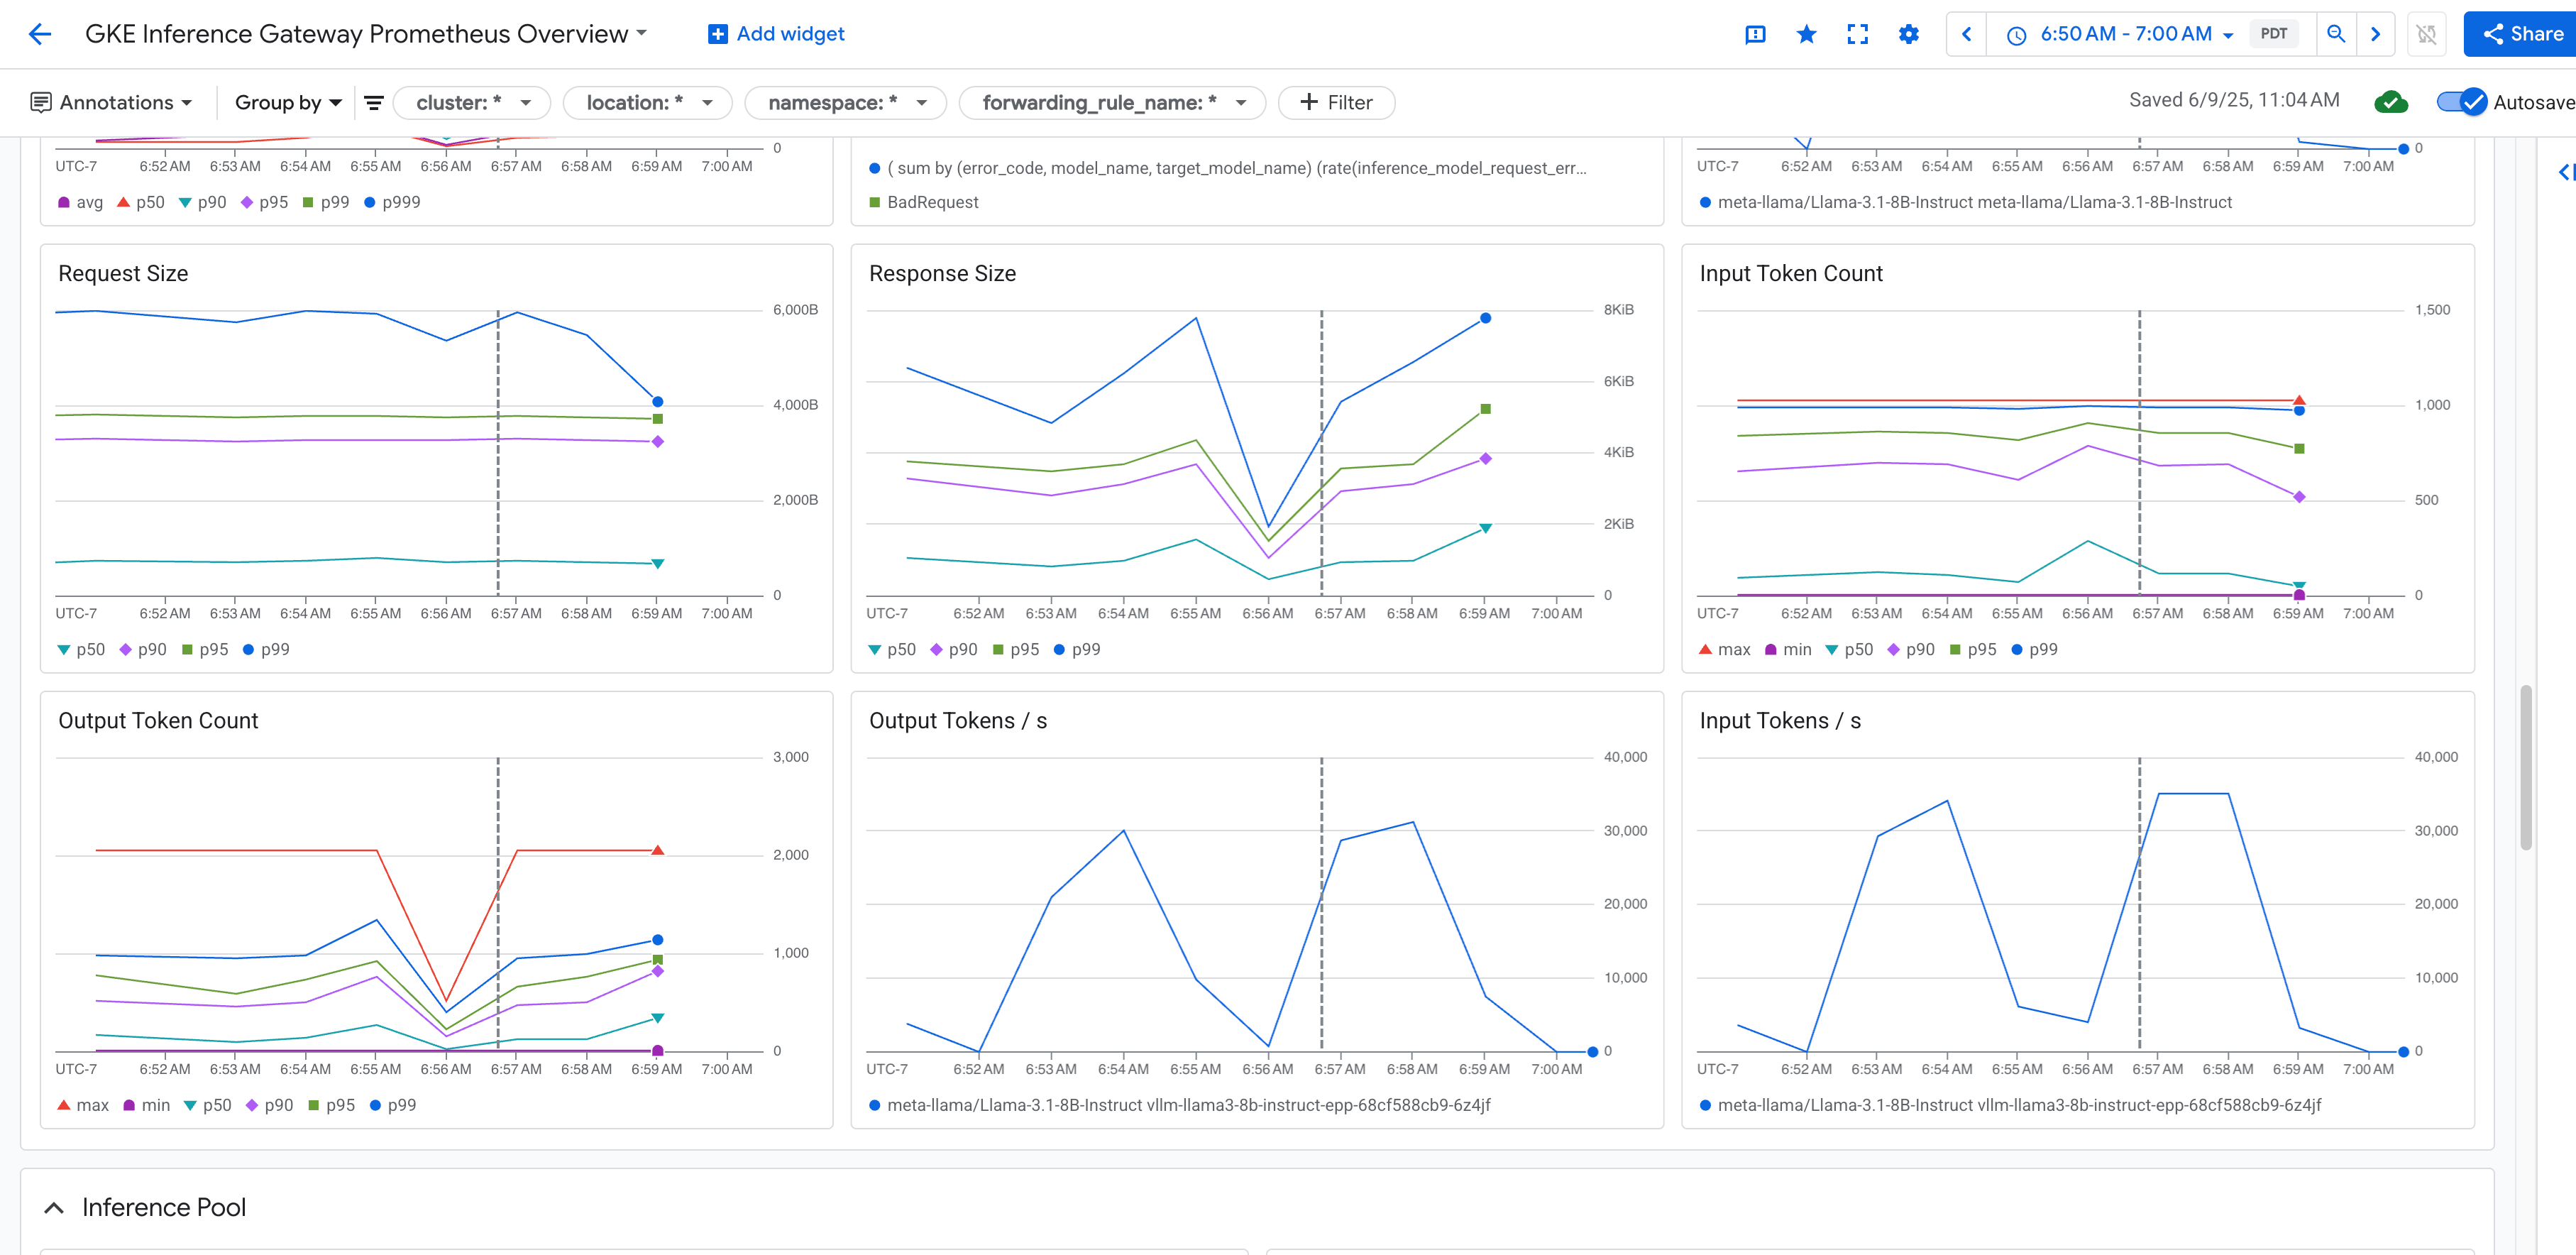 GKE Inference Gateway Prometheus Overview
Add widget
6:50 AM - 7:00 AM PDT
Share
Annotations
Group by
cluster: *
location: *
namespace: *
forwarding_rule_name: *
Filter
Saved 6/9/25, 11:04 AM
Autosave
0
UTC-7 6:52 AM 6:53 AM 6:54 AM 6:55 AM 6:56 AM 6:57 AM 6:58 AM 6:59 AM 7:00 AM
avg p50 p90 p95 p99 p999
( sum by (error_code, model_name, target_model_name) (rate(inference_model_request_err...
BadRequest
0
UTC-7 6:52 AM 6:53 AM 6:54 AM 6:55 AM 6:56 AM 6:57 AM 6:58 AM 6:59 AM 7:00 AM
meta-llama/Llama-3.1-8B-Instruct meta-llama/Llama-3.1-8B-Instruct
Request Size
6,000B
4,000B
2,000B
0
UTC-7 6:52 AM 6:53 AM 6:54 AM 6:55 AM 6:56 AM 6:57 AM 6:58 AM 6:59 AM 7:00 AM
p50 p90 p95 p99
Response Size
8KiB
6KiB
4KiB
2KiB
0
UTC-7 6:52 AM 6:53 AM 6:54 AM 6:55 AM 6:56 AM 6:57 AM 6:58 AM 6:59 AM 7:00 AM
p50 p90 p95 p99
Input Token Count
1,500
1,000
500
0
UTC-7 6:52 AM 6:53 AM 6:54 AM 6:55 AM 6:56 AM 6:57 AM 6:58 AM 6:59 AM 7:00 AM
max min p50 p90 p95 p99
Output Token Count
3,000
2,000
1,000
0
UTC-7 6:52 AM 6:53 AM 6:54 AM 6:55 AM 6:56 AM 6:57 AM 6:58 AM 6:59 AM 7:00 AM
max min p50 p90 p95 p99
Output Tokens / s
40,000
30,000
20,000
10,000
0
UTC-7 6:52 AM 6:53 AM 6:54 AM 6:55 AM 6:56 AM 6:57 AM 6:58 AM 6:59 AM 7:00 AM
meta-llama/Llama-3.1-8B-Instruct vllm-llama3-8b-instruct-epp-68cf588cb9-6z4jf
Input Tokens / s
40,000
30,000
20,000
10,000
0
UTC-7 6:52 AM 6:53 AM 6:54 AM 6:55 AM 6:56 AM 6:57 AM 6:58 AM 6:59 AM 7:00 AM
meta-llama/Llama-3.1-8B-Instruct vllm-llama3-8b-instruct-epp-68cf588cb9-6z4jf
Inference Pool